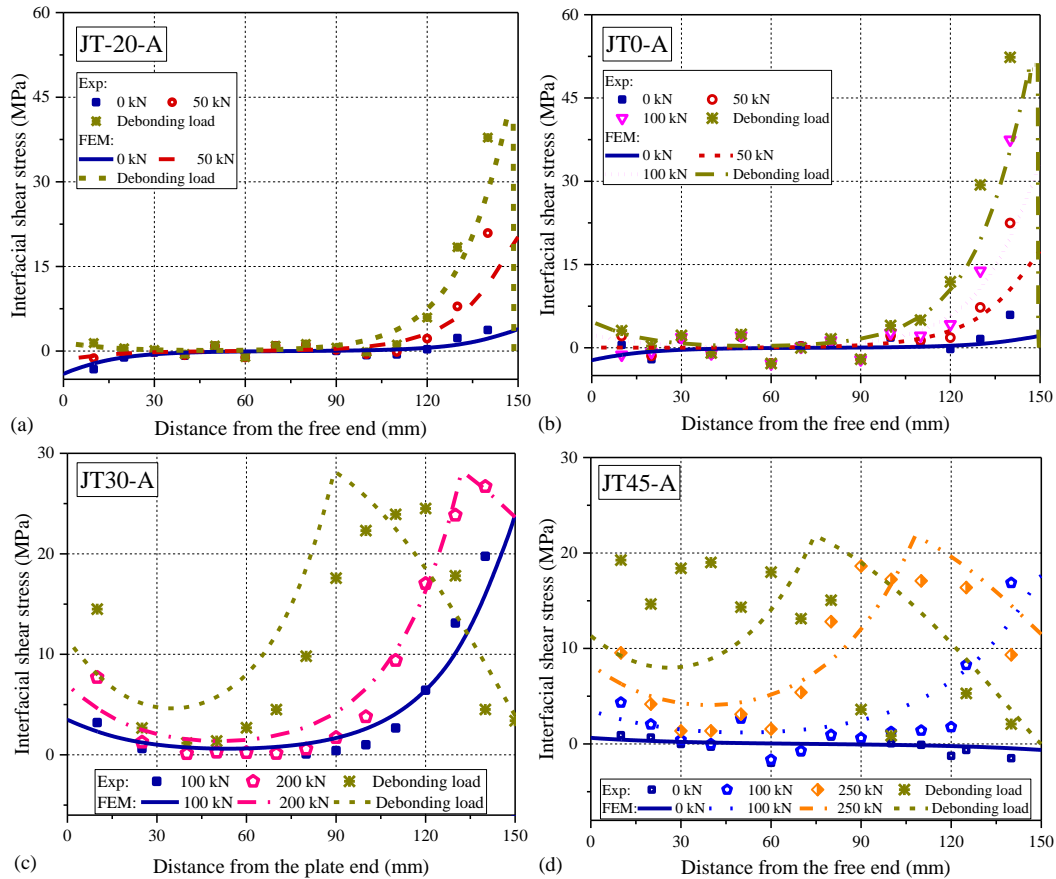 JT-20-A
Exp:
0 kN 50 kN
Debonding load
FEM:
0 kN 50 kN
Debonding load
Interfacial shear stress (MPa)
60
45
30
15
0
0 30 60 90 120 150
(a) Distance from the free end (mm)
JT0-A
Exp:
0 kN 50 kN
100 kN Debonding load
FEM:
0 kN 50 kN
100 kN Debonding load
Interfacial shear stress (MPa)
60
45
30
15
0
0 30 60 90 120 150
(b) Distance from the free end (mm)
JT30-A
Interfacial shear stress (MPa)
30
20
10
0
Exp: 100 kN 200 kN Debonding load
FEM: 100 kN 200 kN Debonding load
0 30 60 90 120 150
(c) Distance from the plate end (mm)
JT45-A
Interfacial shear stress (MPa)
30
20
10
0
Exp: 0 kN 100 kN 250 kN Debonding load
FEM: 0 kN 100 kN 250 kN Debonding load
0 30 60 90 120 150
(d) Distance from the free end (mm)